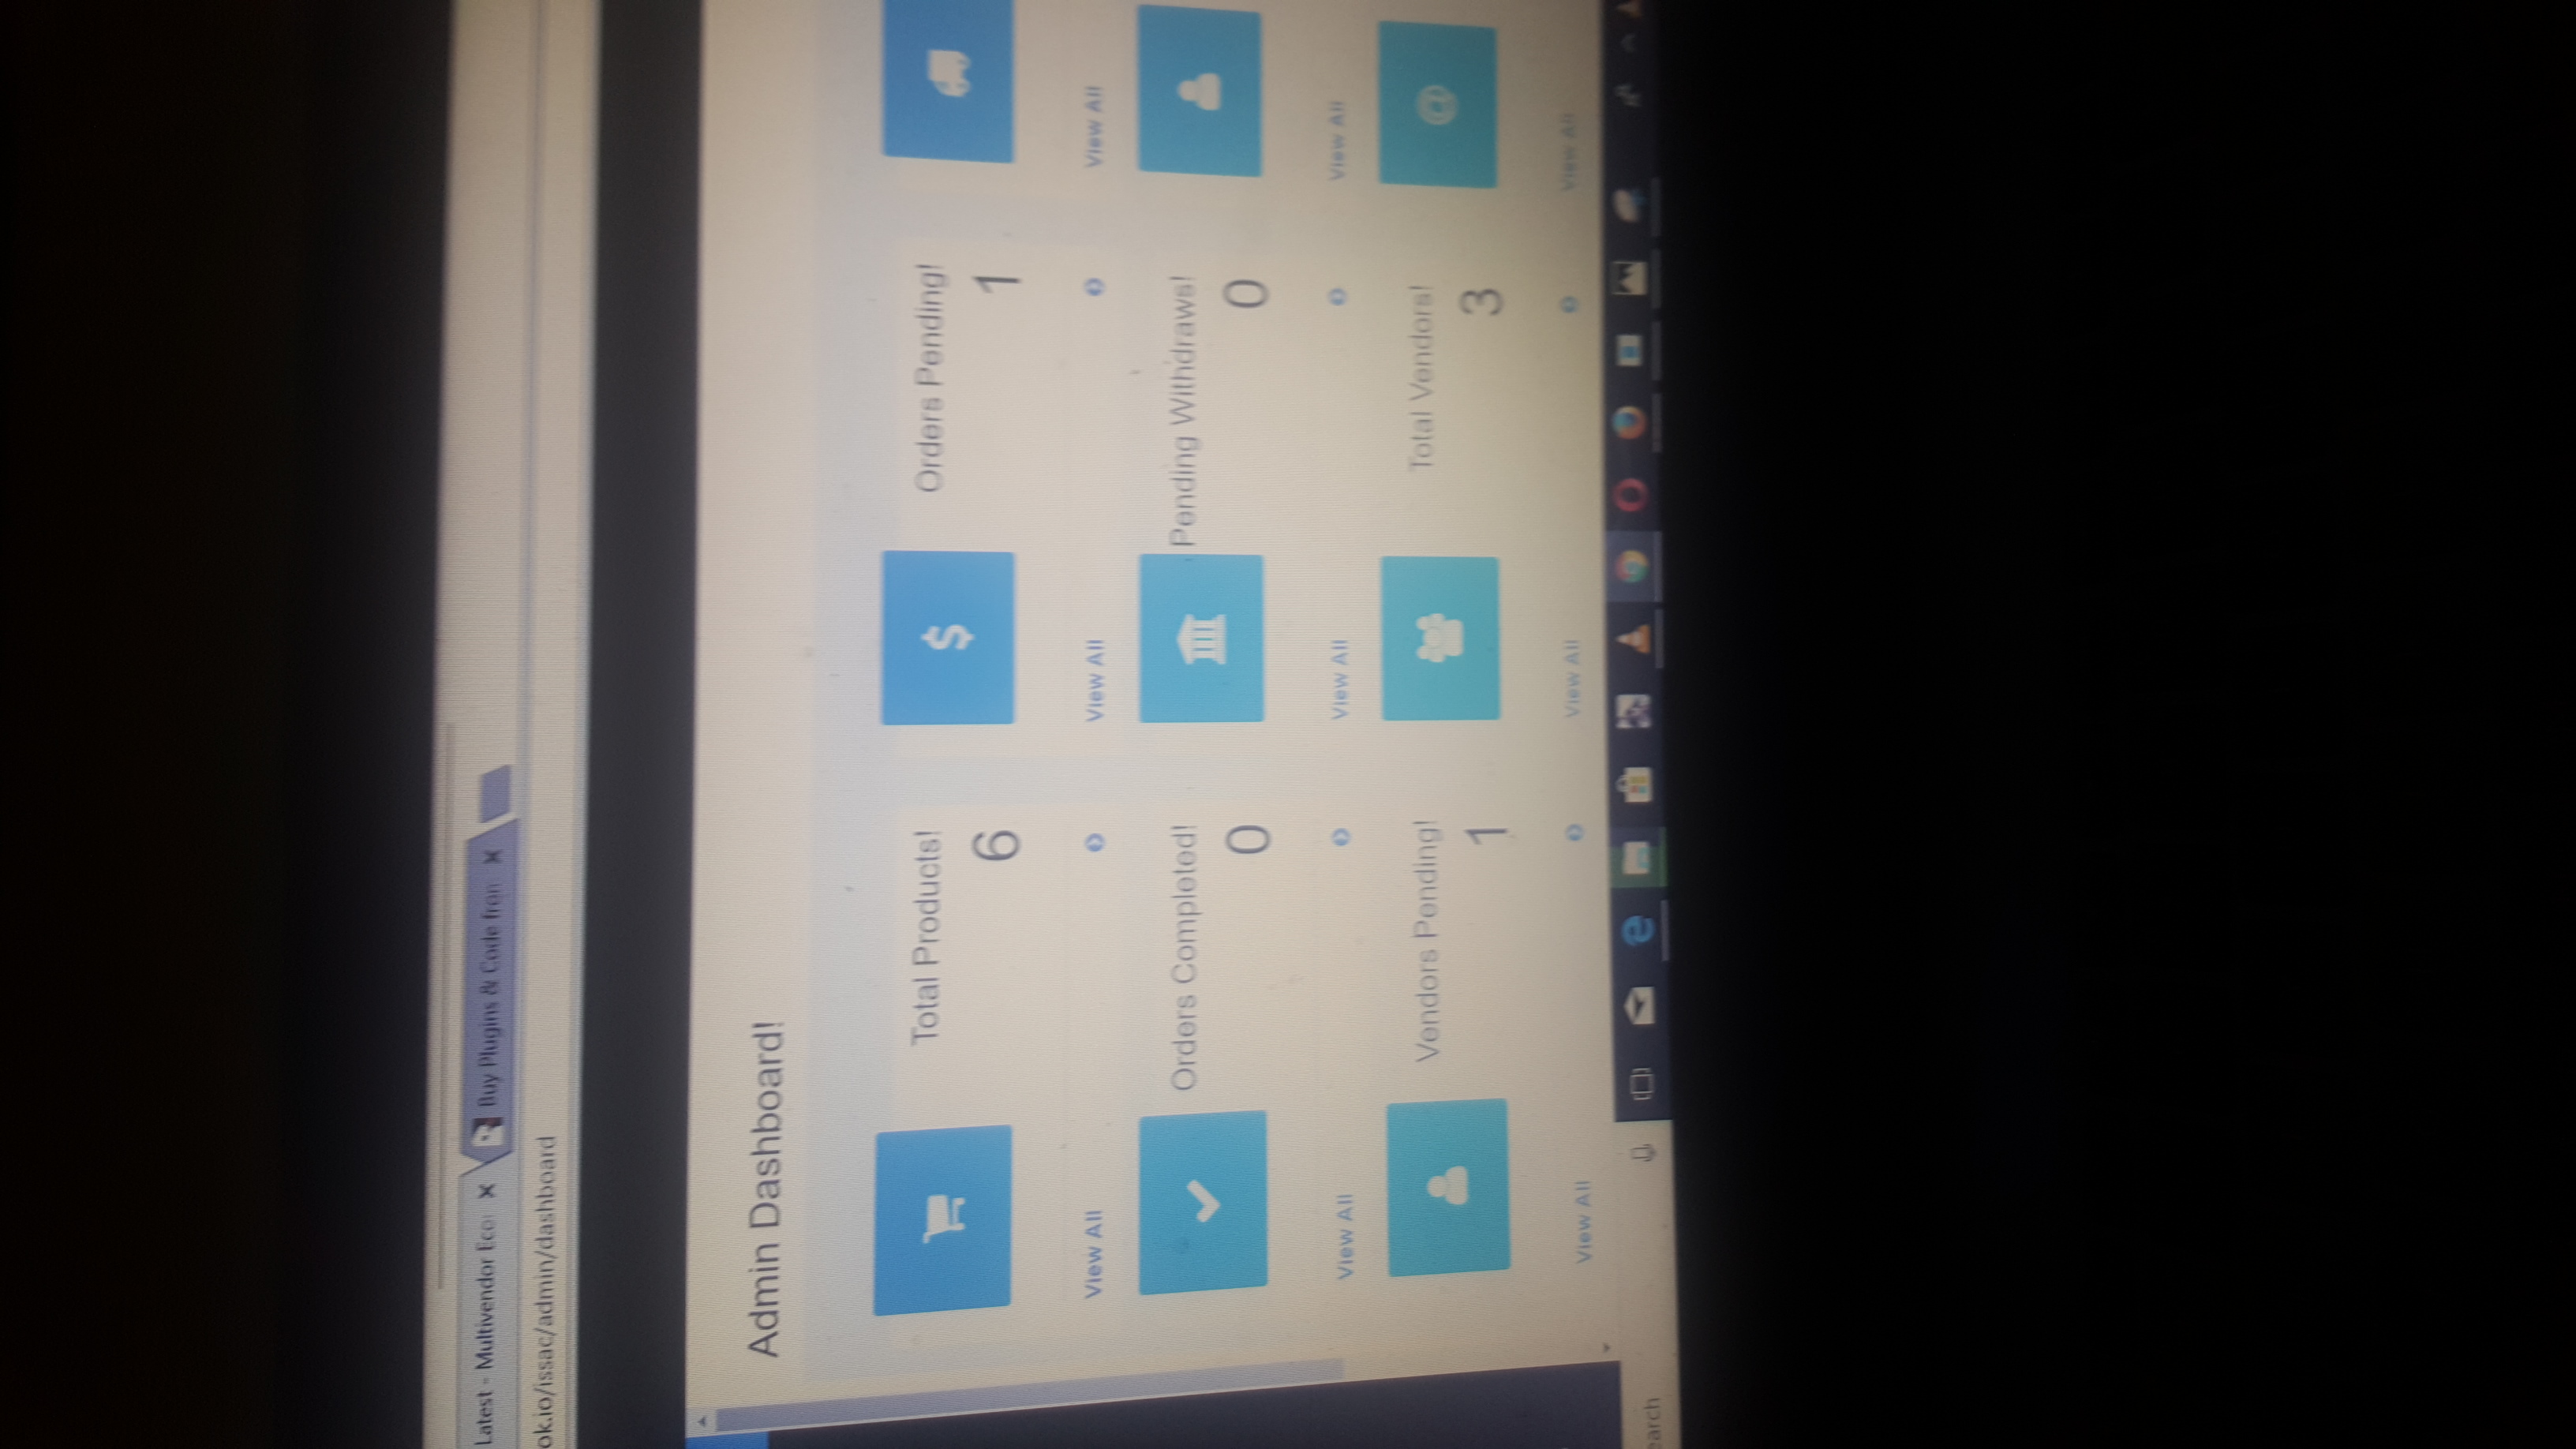 Latest - Multivendor Eco
Buy Plugins & Code from
ok.io/issac/admin/dashboard
Admin Dashboard!
Total Products!
6
Orders Pending!
1
View All
View All
View All
Orders Completed!
0
Pending Withdraws!
0
View All
View All
View All
Vendors Pending!
1
Total Vendors!
3
@
View All
View All
View All
earch